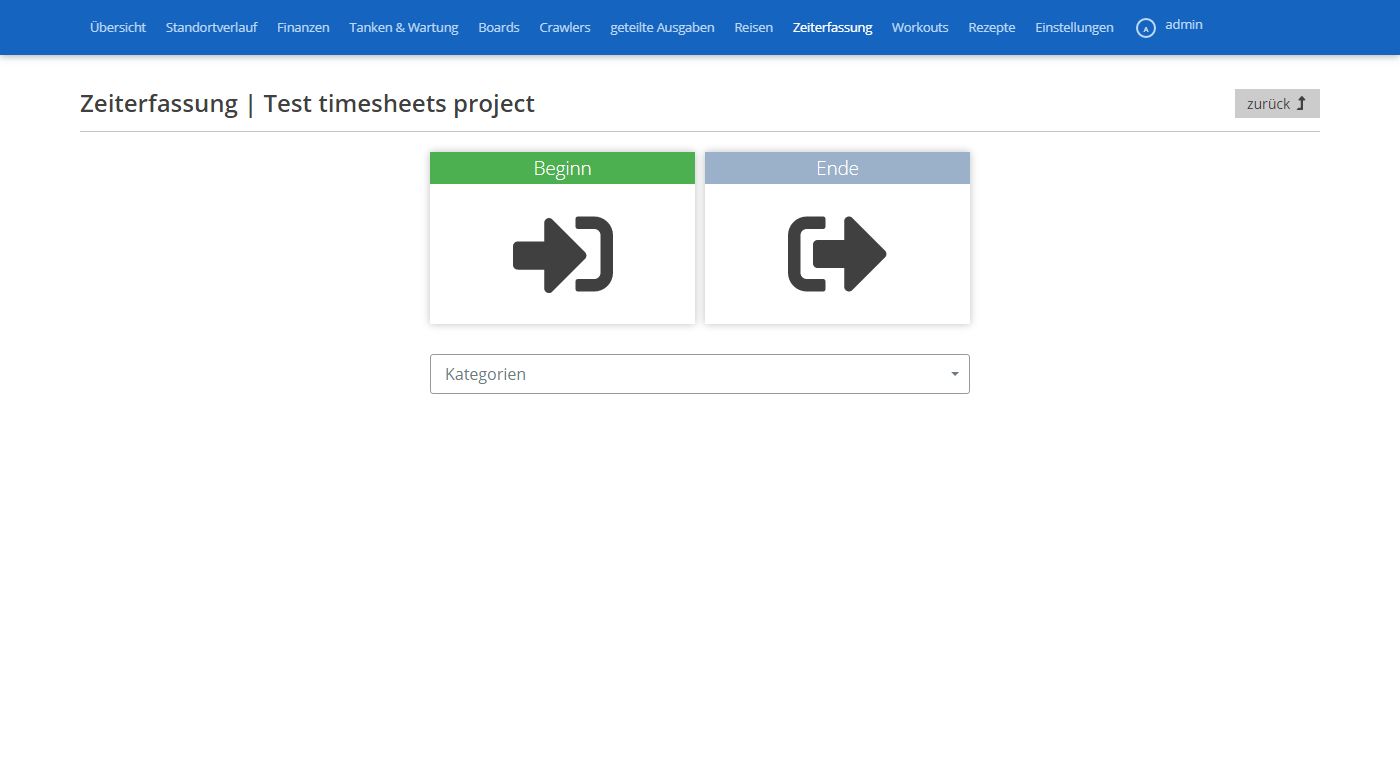 Übersicht Standortverlauf Finanzen Tanken & Wartung Boards Crawlers geteilte Ausgaben Reisen Zeiterfassung Workouts Rezepte Einstellungen A admin
Zeiterfassung | Test timesheets project zurück
Beginn Ende
Kategorien